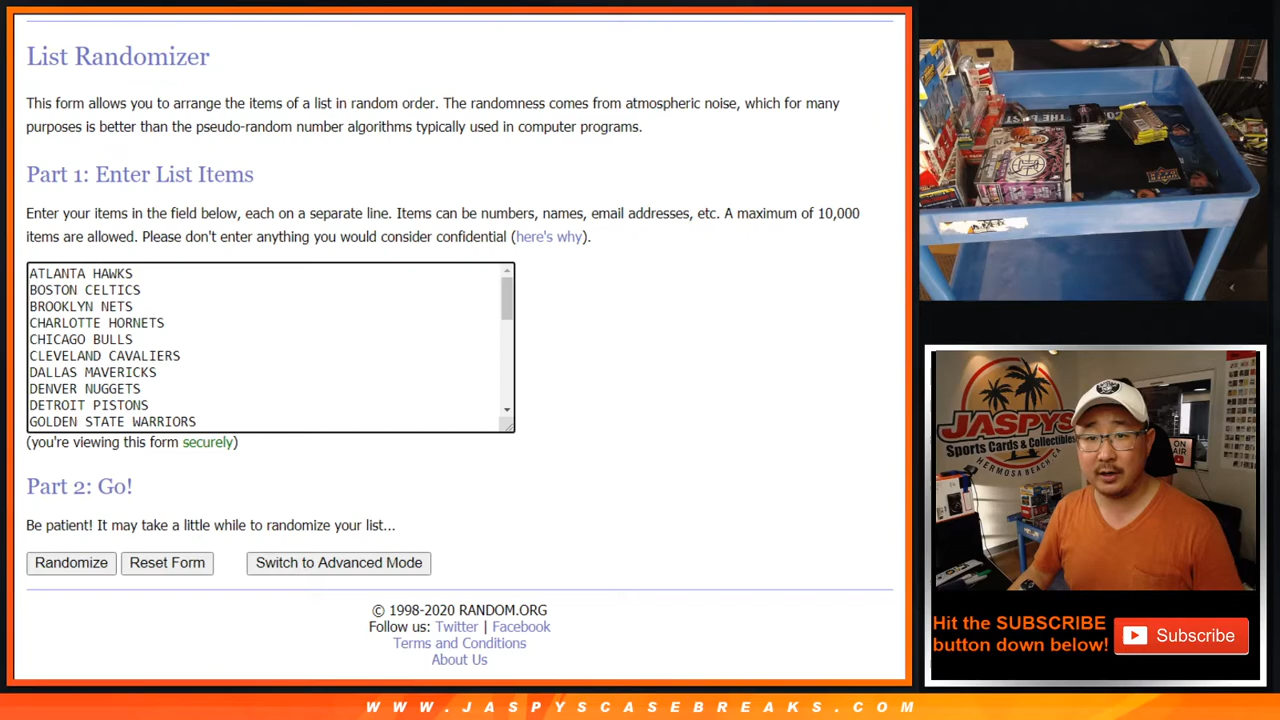 List Randomizer
This form allows you to arrange the items of a list in random order. The randomness comes from atmospheric noise, which for many
purposes is better than the pseudo-random number algorithms typically used in computer programs.
Part 1: Enter List Items
Enter your items in the field below, each on a separate line. Items can be numbers, names, email addresses, etc. A maximum of 10,000
items are allowed. Please don't enter anything you would consider confidential (here's why).
ATLANTA HAWKS
BOSTON CELTICS
BROOKLYN NETS
CHARLOTTE HORNETS
CHICAGO BULLS
CLEVELAND CAVALIERS
DALLAS MAVERICKS
DENVER NUGGETS
DETROIT PISTONS
GOLDEN STATE WARRIORS
(you're viewing this form securely)
Part 2: Go!
Be patient! It may take a little while to randomize your list...
Randomize Reset Form Switch to Advanced Mode
© 1998-2020 RANDOM.ORG
Follow us: Twitter | Facebook
Terms and Conditions
About Us
JASPYS
Sports Cards & Collectibles
HERMOSA BEACH, CA
ON
AIR
Hit the SUBSCRIBE
button down below!
Subscribe
WWW.JASPYSCASEBREAKS.COM